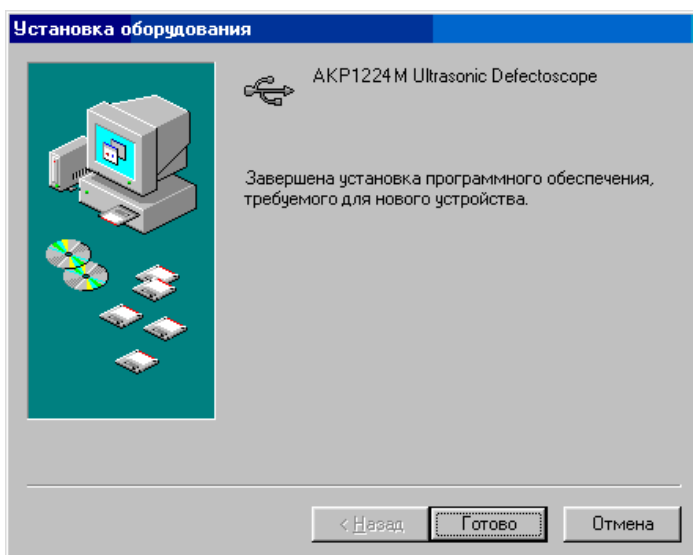 Установка оборудования
AKP1224M Ultrasonic Defectoscope
Завершена установка программного обеспечения,
требуемого для нового устройства.
< Назад
Готово
Отмена